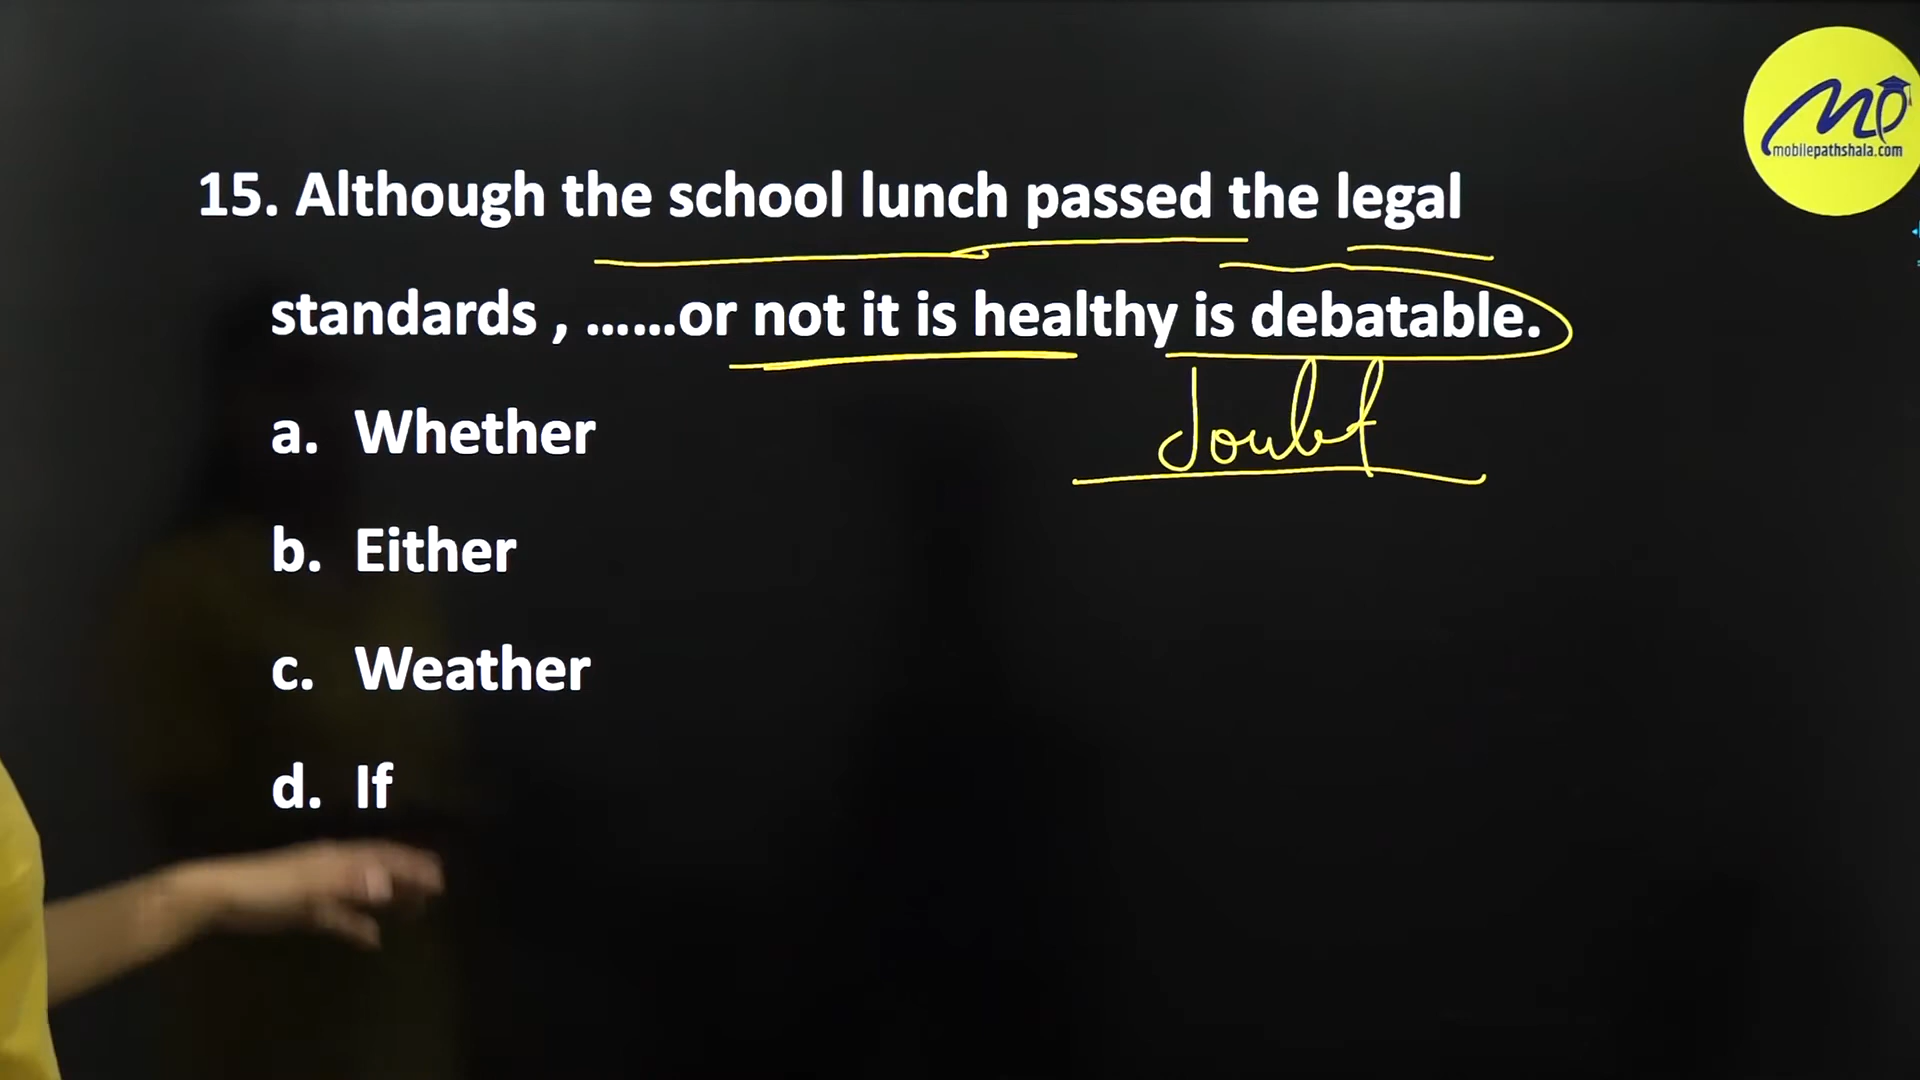 mp
mobilepathshala.com
15. Although the school lunch passed the legal
standards , ......or not it is healthy is debatable.
doubt
a. Whether
b. Either
c. Weather
d. If